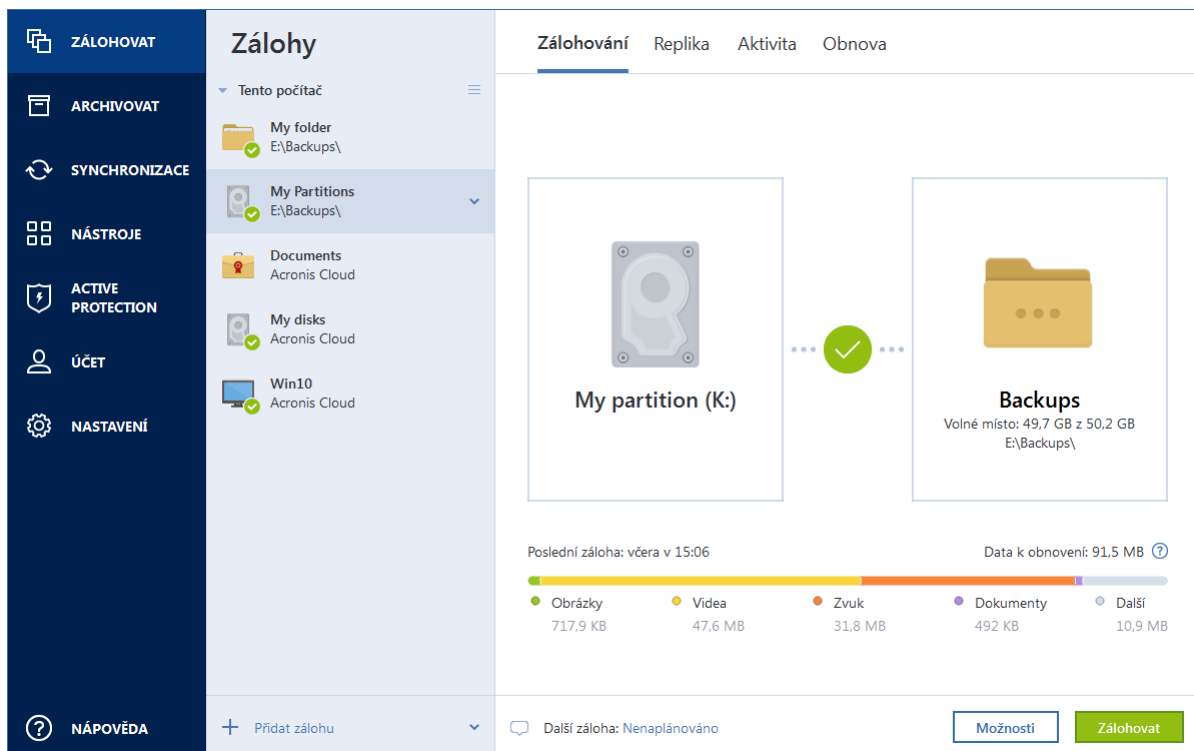 ZÁLOHOVAT
ARCHIVOVAT
SYNCHRONIZACE
NÁSTROJE
ACTIVE
PROTECTION
ÚČET
NASTAVENÍ
NÁPOVĚDA
Zálohy
Tento počítač
My folder
E:\Backups\
My Partitions
E:\Backups\
Documents
Acronis Cloud
My disks
Acronis Cloud
Win10
Acronis Cloud
Přidat zálohu
Zálohování Replika Aktivita Obnova
My partition (K:)
Backups
Volné místo: 49,7 GB z 50,2 GB
E:\Backups\
Poslední záloha: včera v 15:06 Data k obnovení: 91,5 MB ?
Obrázky Videa Zvuk Dokumenty Další
717,9 KB 47,6 MB 31,8 MB 492 KB 10,9 MB
Další záloha: Nenaplánováno Možnosti Zálohovat